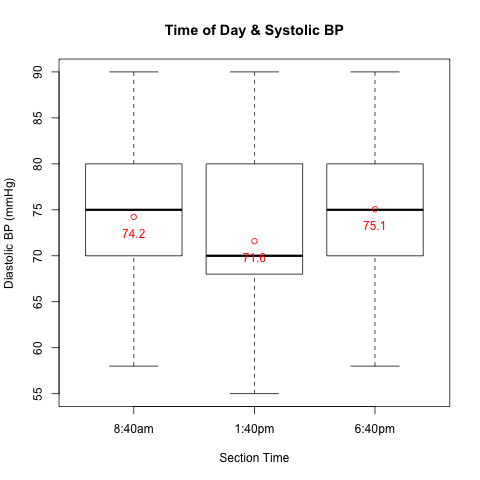 Time of Day & Systolic BP
Diastolic BP (mmHg)
90
85
80
75
70
65
60
55
74.2
71.6
75.1
8:40am
1:40pm
6:40pm
Section Time